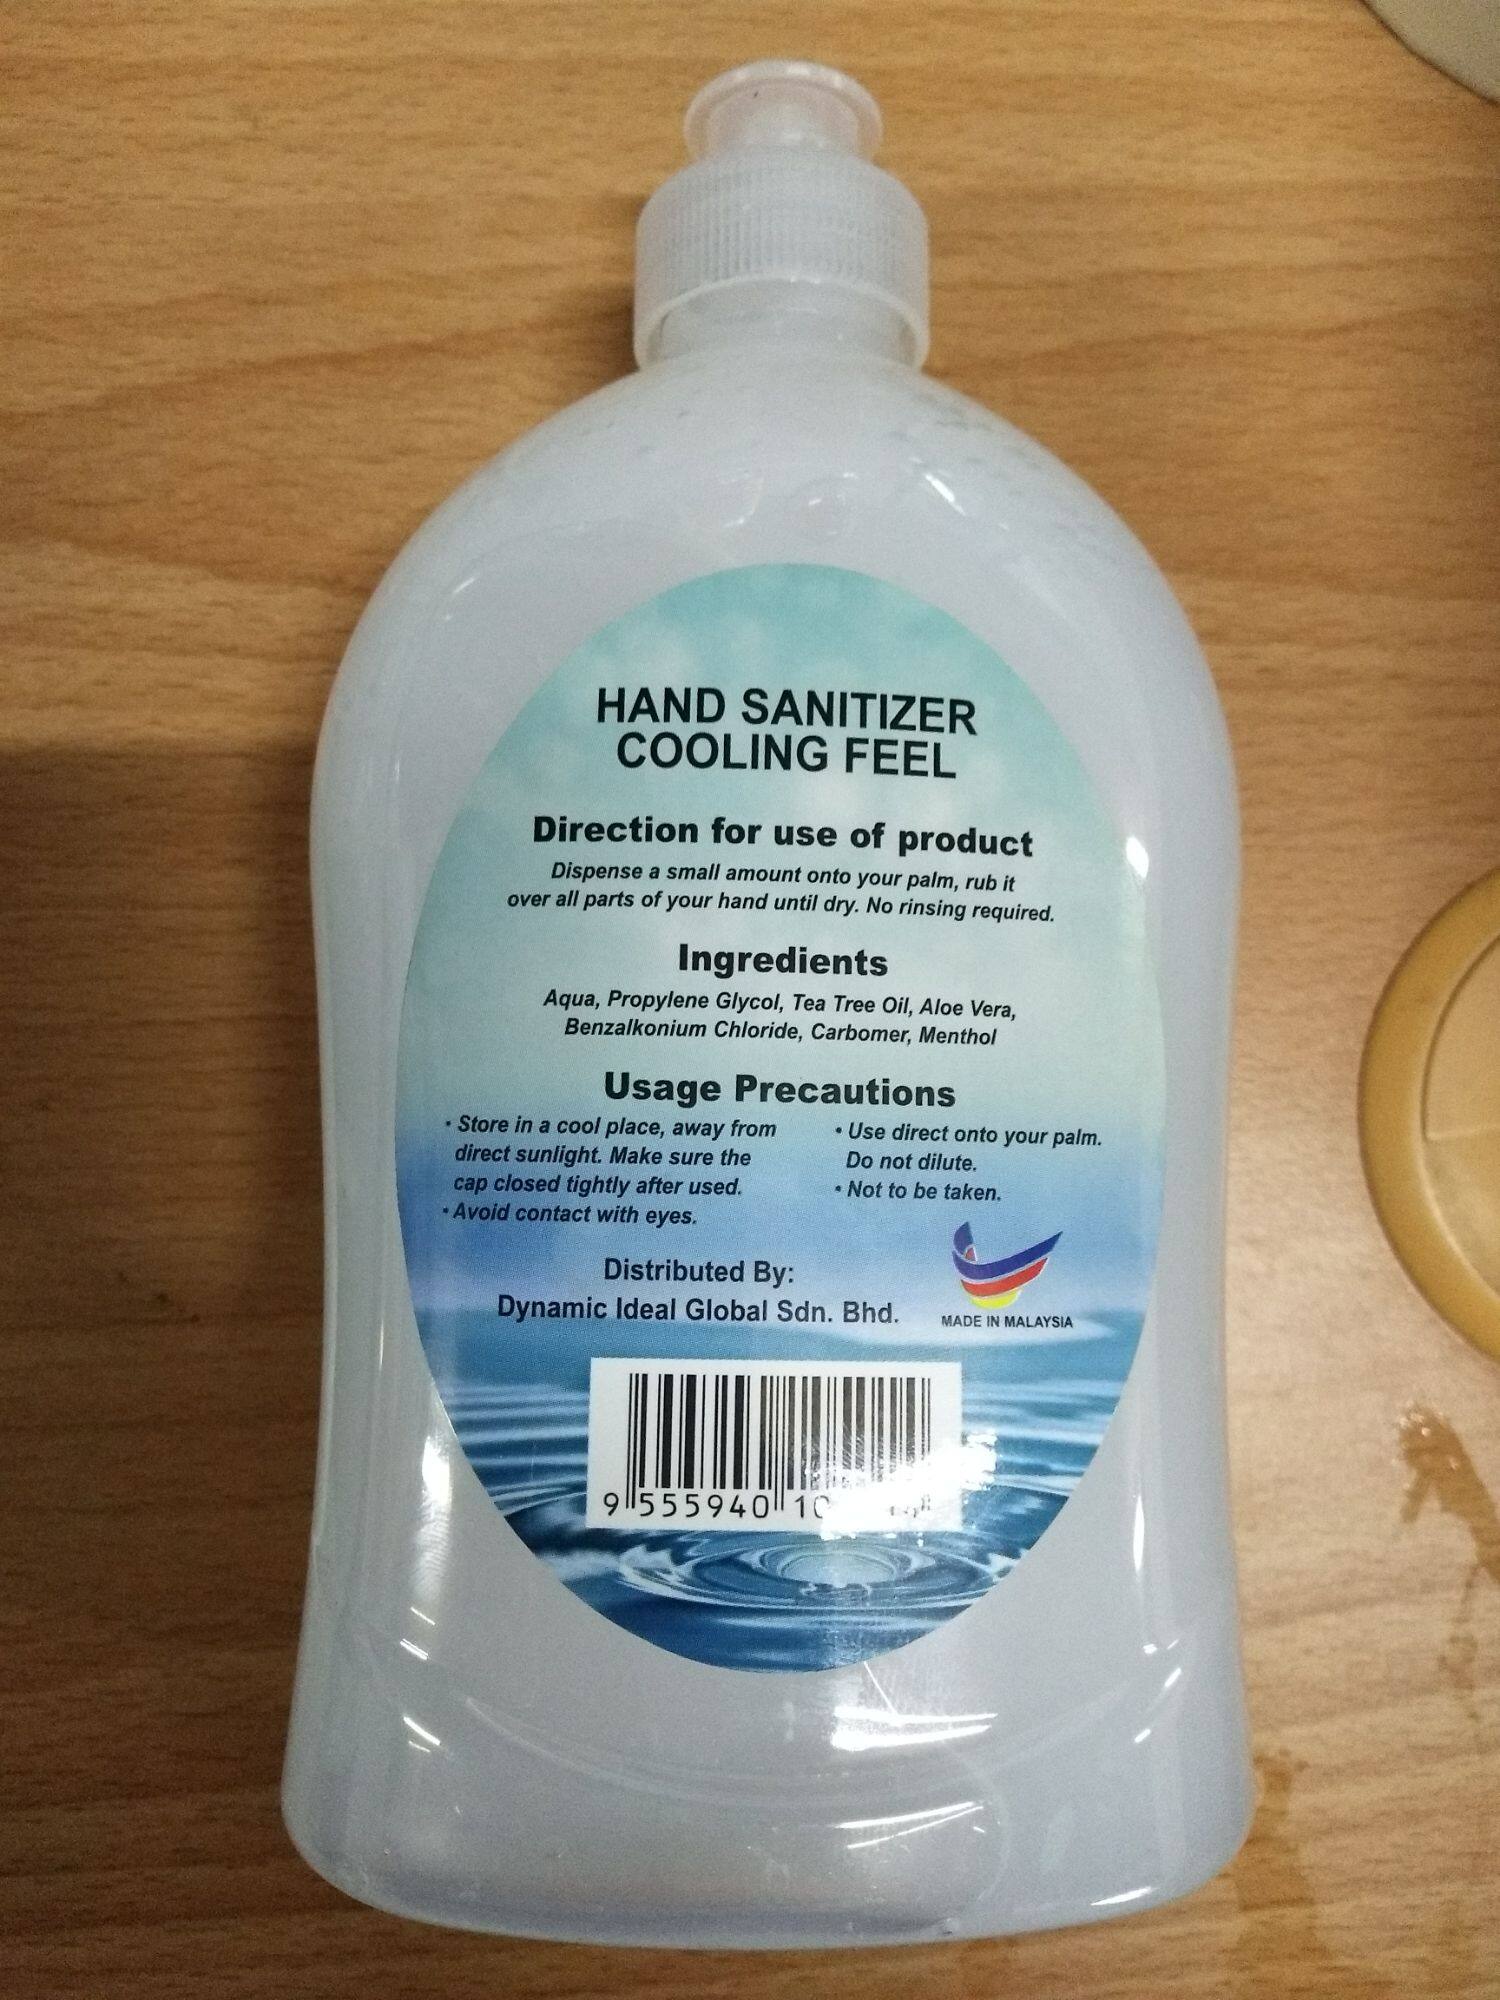 HAND SANITIZER
COOLING FEEL
Direction for use of product
Dispense a small amount onto your palm, rub it
over all parts of your hand until dry. No rinsing required.
Ingredients
Aqua, Propylene Glycol, Tea Tree Oil, Aloe Vera,
Benzalkonium Chloride, Carbomer, Menthol
Usage Precautions
• Store in a cool place, away from
direct sunlight. Make sure the
cap closed tightly after used.
• Avoid contact with eyes.
• Use direct onto your palm.
Do not dilute.
• Not to be taken.
Distributed By:
Dynamic Ideal Global Sdn. Bhd.
MADE IN MALAYSIA
9 555940 10